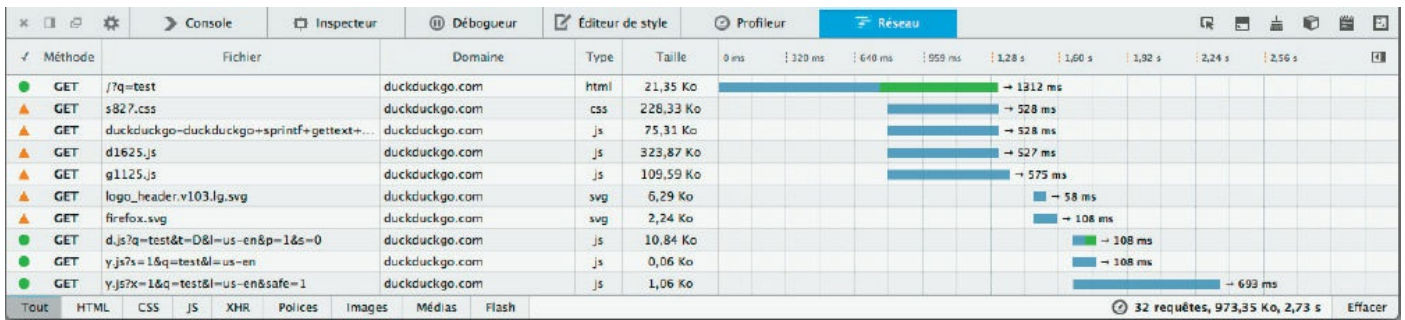 Console Inspecteur Débogueur Éditeur de style Profileur Réseau
✓ Méthode Fichier Domaine Type Taille 0 ms 320 ms 640 ms 959 ms 1,28 s 1,60 s 1,92 s 2,24 s 2,56 s
GET /?q=test duckduckgo.com html 21,35 Ko → 1312 ms
GET s827.css duckduckgo.com css 228,33 Ko → 528 ms
GET duckduckgo-duckduckgo+sprintf+gettext+... duckduckgo.com js 75,31 Ko → 528 ms
GET d1625.js duckduckgo.com js 323,87 Ko → 527 ms
GET g1125.js duckduckgo.com js 109,59 Ko → 575 ms
GET logo_header.v103.lg.svg duckduckgo.com svg 6,29 Ko → 58 ms
GET firefox.svg duckduckgo.com svg 2,24 Ko → 108 ms
GET d.js?q=test&t=D&l=us-en&p=1&s=0 duckduckgo.com js 10,84 Ko → 108 ms
GET y.js?s=1&q=test&l=us-en duckduckgo.com js 0,06 Ko → 108 ms
GET y.js?x=1&q=test&l=us-en&safe=1 duckduckgo.com js 1,06 Ko → 693 ms
Tout HTML CSS JS XHR Polices Images Médias Flash 32 requêtes, 973,35 Ko, 2,73 s Effacer